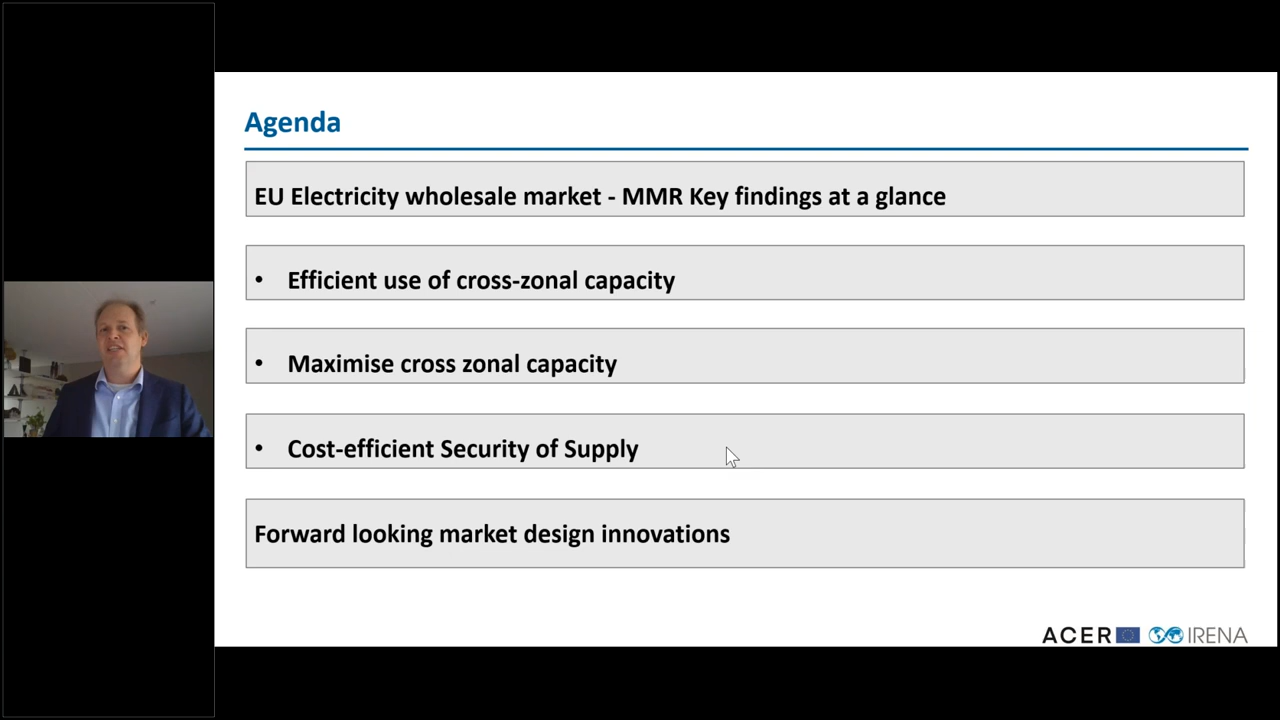 Agenda
EU Electricity wholesale market - MMR Key findings at a glance
• Efficient use of cross-zonal capacity
• Maximise cross zonal capacity
• Cost-efficient Security of Supply
Forward looking market design innovations
ACER IRENA